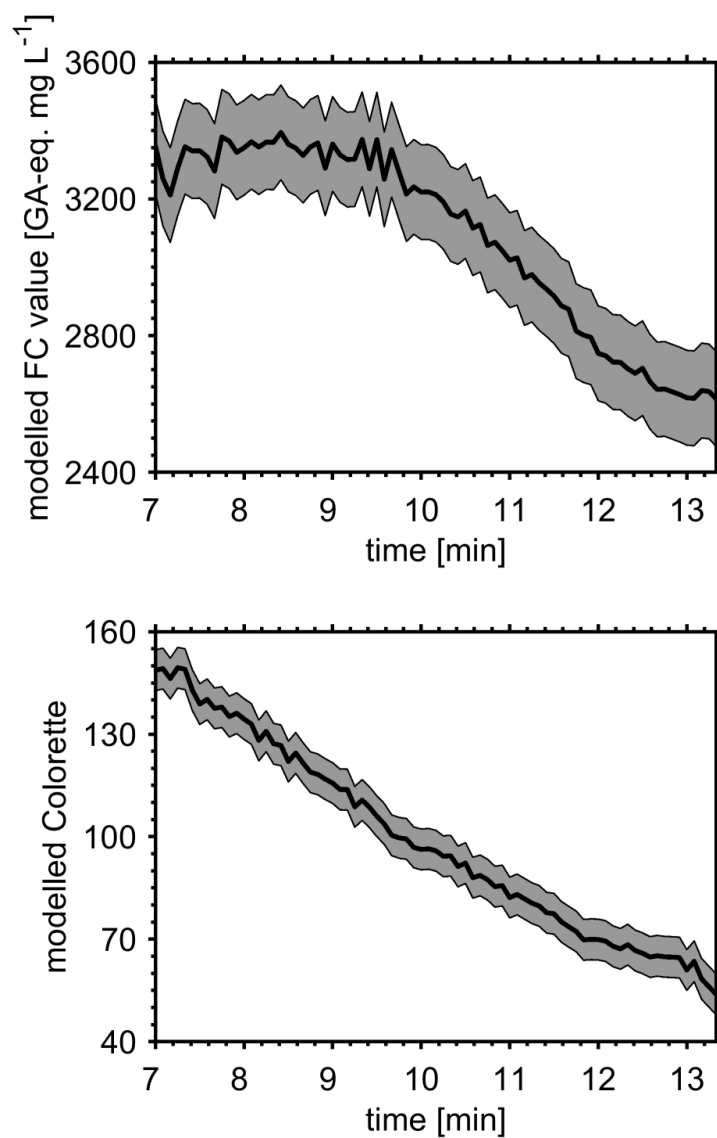 modelled FC value [GA-eq. mg L⁻¹]
3600
3200
2800
2400
7 8 9 10 11 12 13
time [min]
modelled Colorette
160
130
100
70
40
7 8 9 10 11 12 13
time [min]